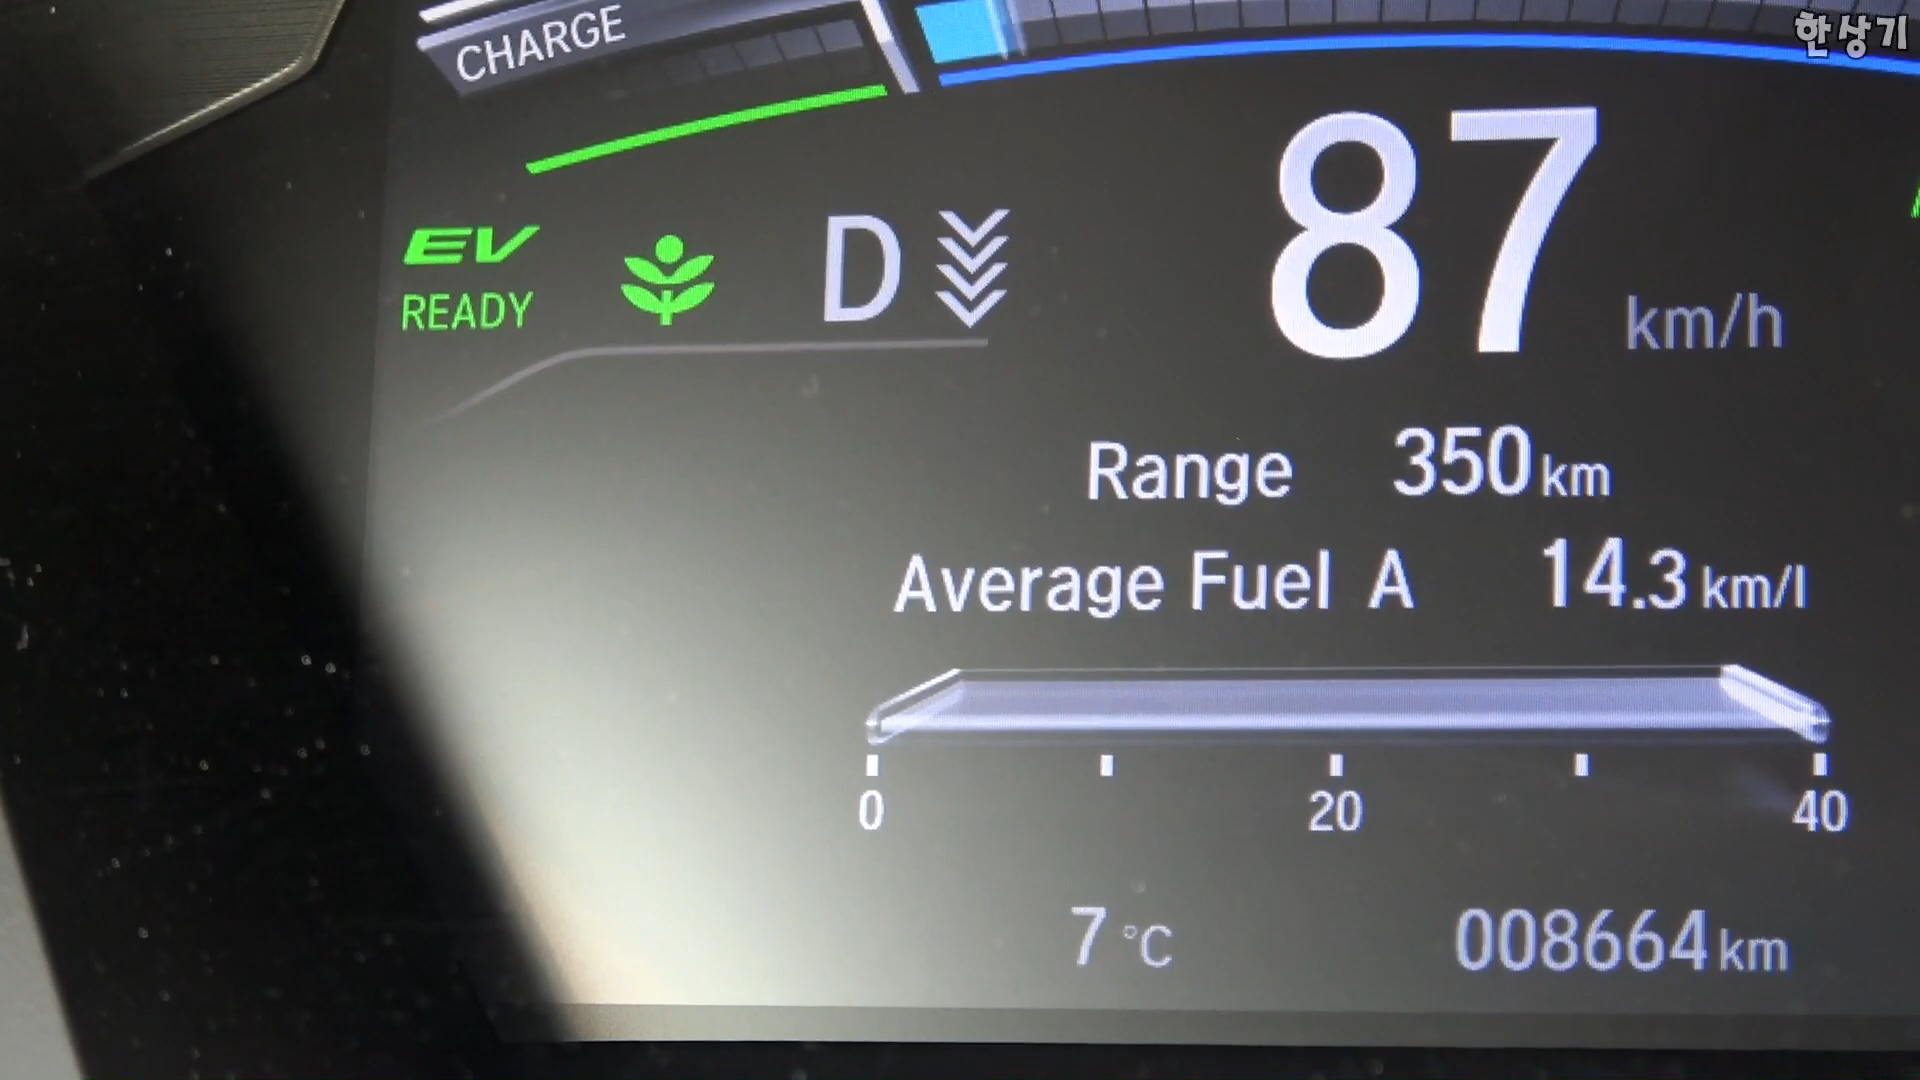 한상기
CHARGE
87 km/h
EV
READY
D
Range 350 km
Average Fuel A 14.3 km/l
0 20 40
7 °C 008664 km